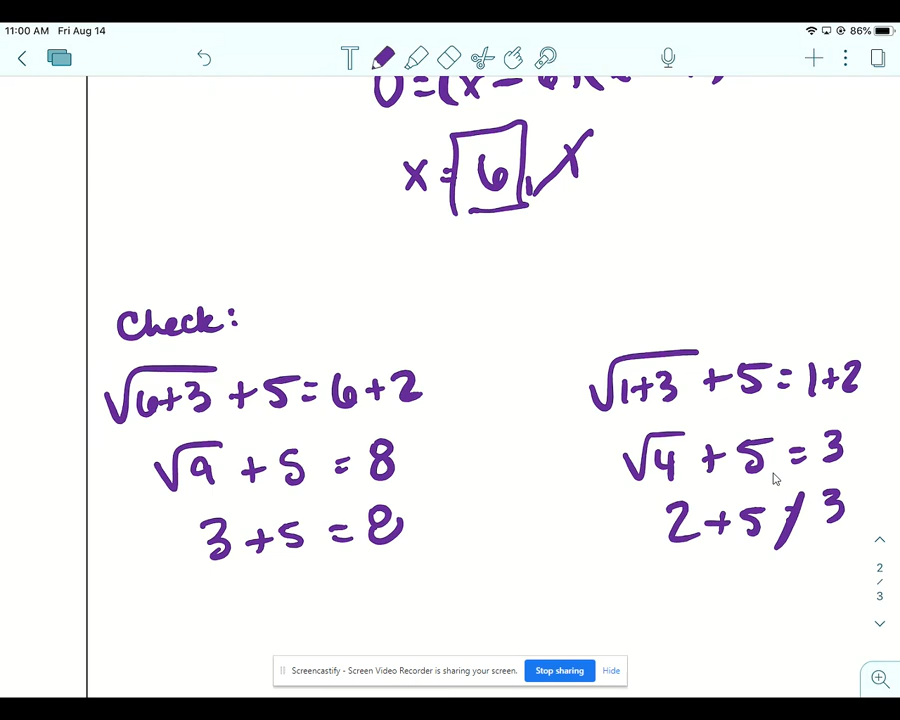 11:00 AM Fri Aug 14 86%
T
0=(x-6)(
x=6,
Check:
√6+3 +5=6+2
√1+3 +5=1+2
√9 +5 =8
√4 +5 =3
3+5 =8
2+5≠3
2
/
3
Screencastify - Screen Video Recorder is sharing your screen. Stop sharing Hide